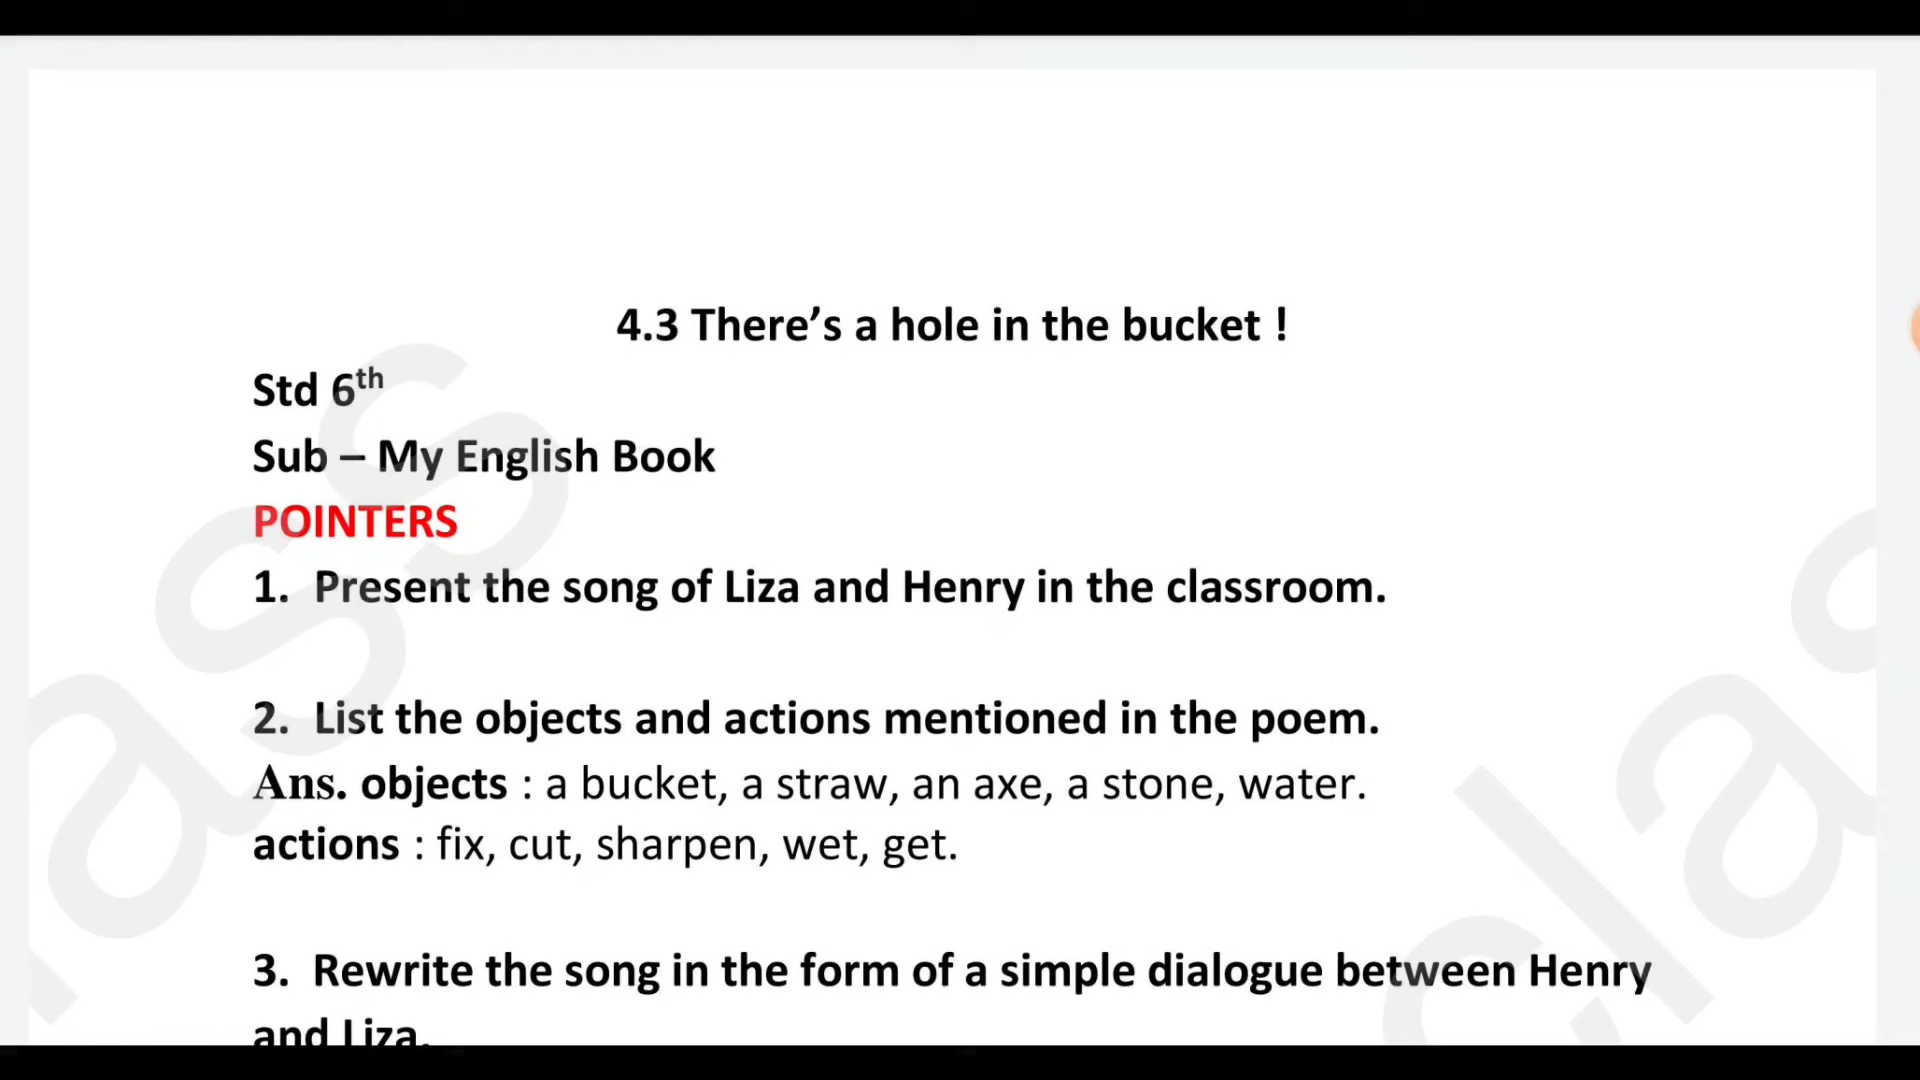 4.3 There’s a hole in the bucket !
Std 6th
Sub – My English Book
POINTERS
1. Present the song of Liza and Henry in the classroom.
2. List the objects and actions mentioned in the poem.
Ans. objects : a bucket, a straw, an axe, a stone, water.
actions : fix, cut, sharpen, wet, get.
3. Rewrite the song in the form of a simple dialogue between Henry
and Liza.